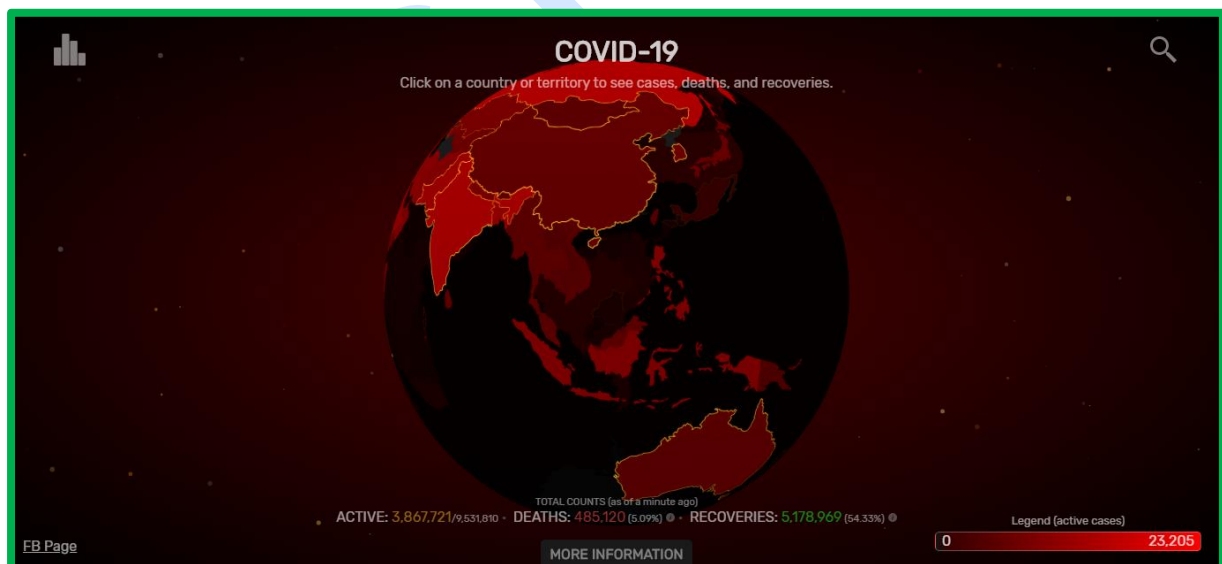 COVID-19
Click on a country or territory to see cases, deaths, and recoveries.
TOTAL COUNTS (as of a minute ago)
ACTIVE: 3,867,721/9,531,810 · DEATHS: 485,120 (5.09%) · RECOVERIES: 5,178,969 (54.33%)
Legend (active cases)
0 23,205
FB Page
MORE INFORMATION